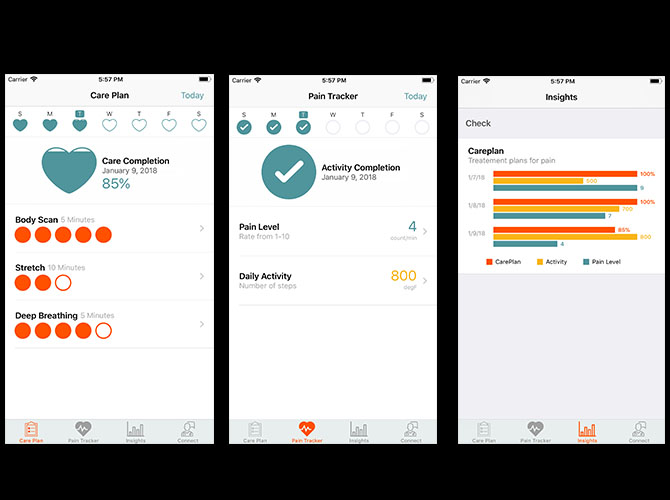 Carrier 5:57 PM
Care Plan Today
S M T W T F S
Care Completion
January 9, 2018
85%
Body Scan 5 Minutes
Stretch 10 Minutes
Deep Breathing 5 Minutes
Care Plan Pain Tracker Insights Connect
Carrier 5:57 PM
Pain Tracker Today
S M T W T F S
Activity Completion
January 9, 2018
Pain Level 4
Rate from 1–10 count/min
Daily Activity 800
Number of steps
Care Plan Pain Tracker Insights Connect
Carrier 5:57 PM
Insights
Check
Careplan
Treatement plans for pain
1/7/18 100%
500
9
1/8/18 100%
700
7
1/9/18 85%
800
4
CarePlan Activity Pain Level
Care Plan Pain Tracker Insights Connect